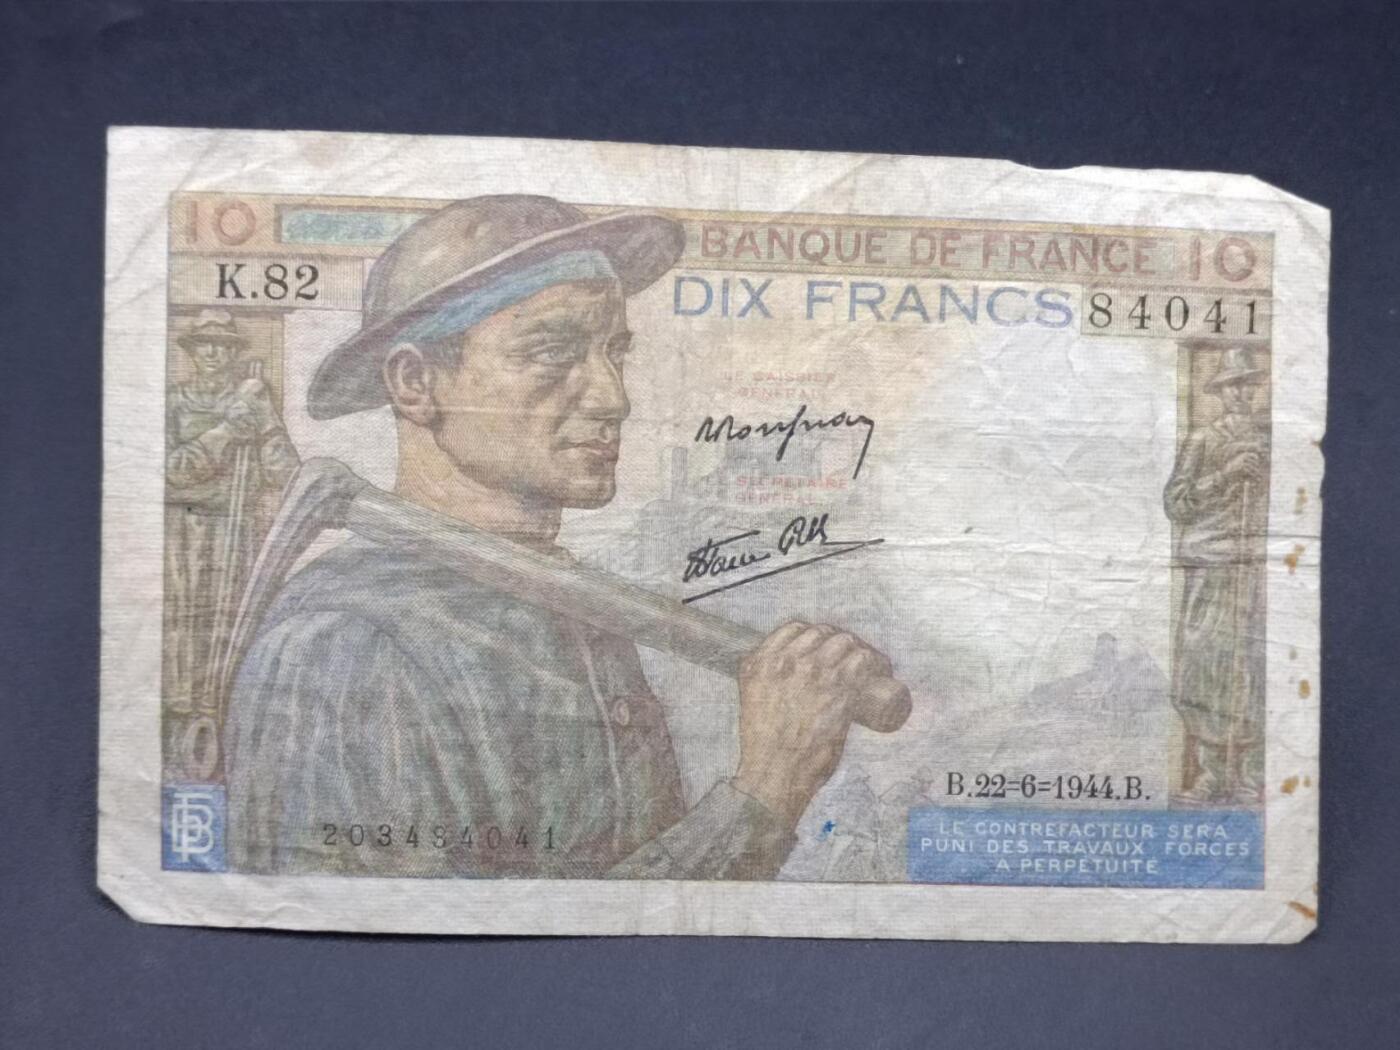 10
BANQUE DE FRANCE
10
K.82
DIX FRANCS
84041
LE CAISSIER
GÉNÉRAL
LE SECRÉTAIRE
GÉNÉRAL
B.22=6=1944.B.
203484041
LE CONTREFACTEUR SERA
PUNI DES TRAVAUX FORCÉS
A PERPÉTUITÉ